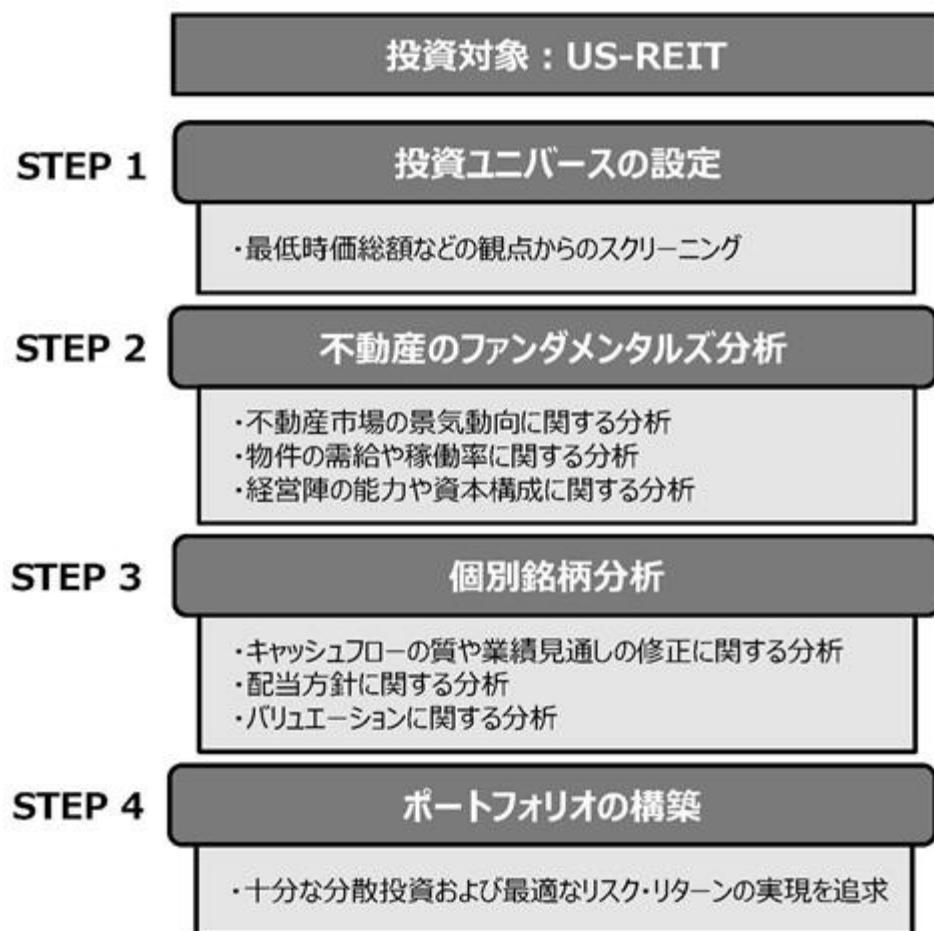 投資対象：US-REIT
STEP 1
投資ユニバースの設定
・最低時価総額などの観点からのスクリーニング
STEP 2
不動産のファンダメンタルズ分析
・不動産市場の景気動向に関する分析
・物件の需給や稼働率に関する分析
・経営陣の能力や資本構成に関する分析
STEP 3
個別銘柄分析
・キャッシュフローの質や業績見通しの修正に関する分析
・配当方針に関する分析
・バリュエーションに関する分析
STEP 4
ポートフォリオの構築
・十分な分散投資および最適なリスク・リターンの実現を追求